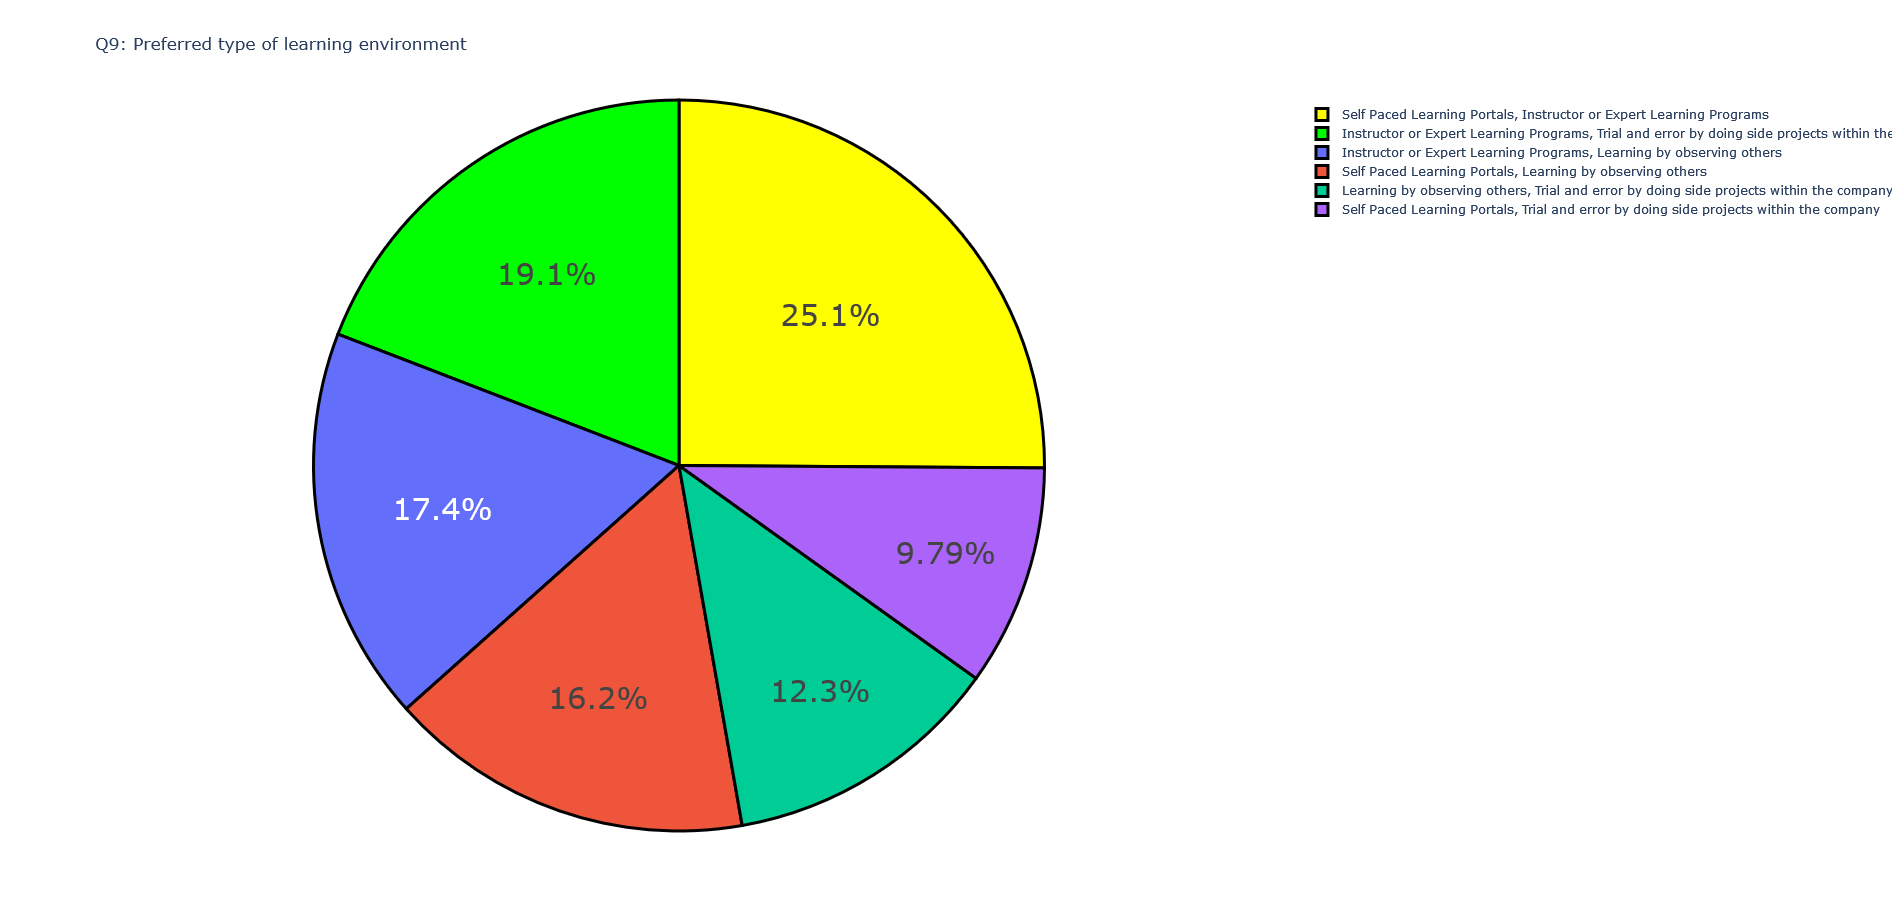 Q9: Preferred type of learning environment
Self Paced Learning Portals, Instructor or Expert Learning Programs
Instructor or Expert Learning Programs, Trial and error by doing side projects within the
Instructor or Expert Learning Programs, Learning by observing others
Self Paced Learning Portals, Learning by observing others
Learning by observing others, Trial and error by doing side projects within the company
Self Paced Learning Portals, Trial and error by doing side projects within the company
19.1%
25.1%
17.4%
9.79%
16.2%
12.3%